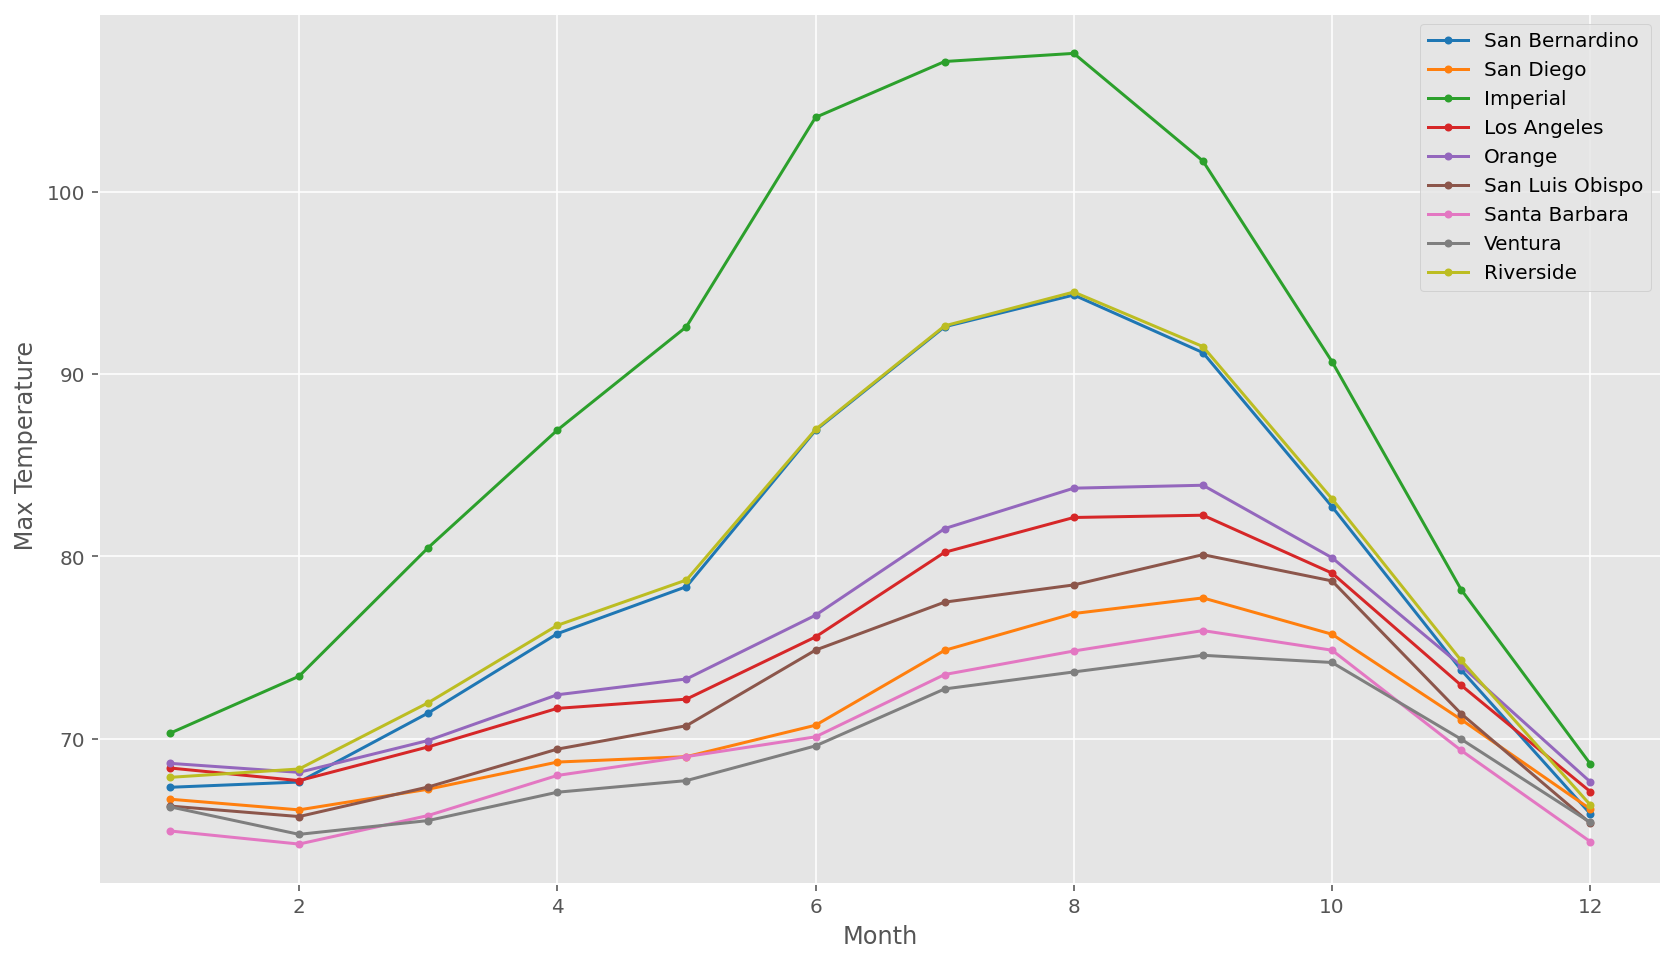 San Bernardino
San Diego
Imperial
Los Angeles
Orange
San Luis Obispo
Santa Barbara
Ventura
Riverside
100
90
80
70
Max Temperature
2 4 6 8 10 12
Month